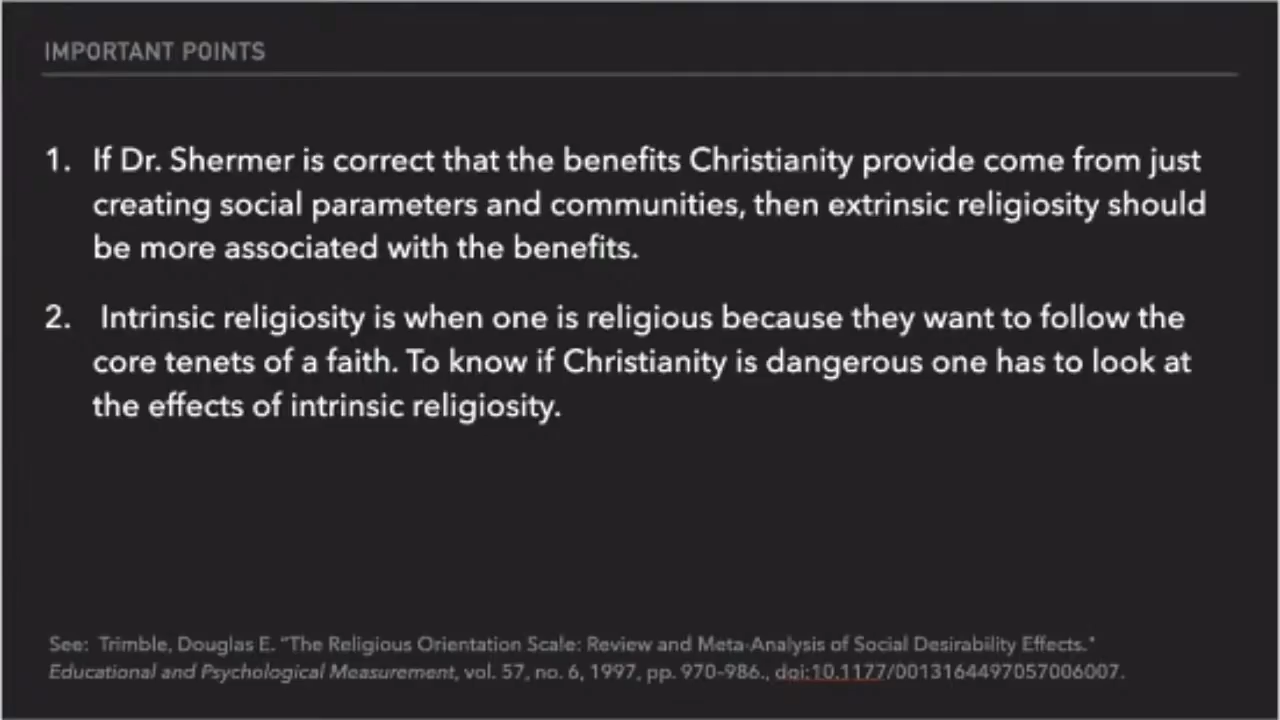 IMPORTANT POINTS
1. If Dr. Shermer is correct that the benefits Christianity provide come from just
creating social parameters and communities, then extrinsic religiosity should
be more associated with the benefits.
2. Intrinsic religiosity is when one is religious because they want to follow the
core tenets of a faith. To know if Christianity is dangerous one has to look at
the effects of intrinsic religiosity.
See: Trimble, Douglas E. "The Religious Orientation Scale: Review and Meta-Analysis of Social Desirability Effects."
Educational and Psychological Measurement, vol. 57, no. 6, 1997, pp. 970-986., doi:10.1177/0013164497057006007.